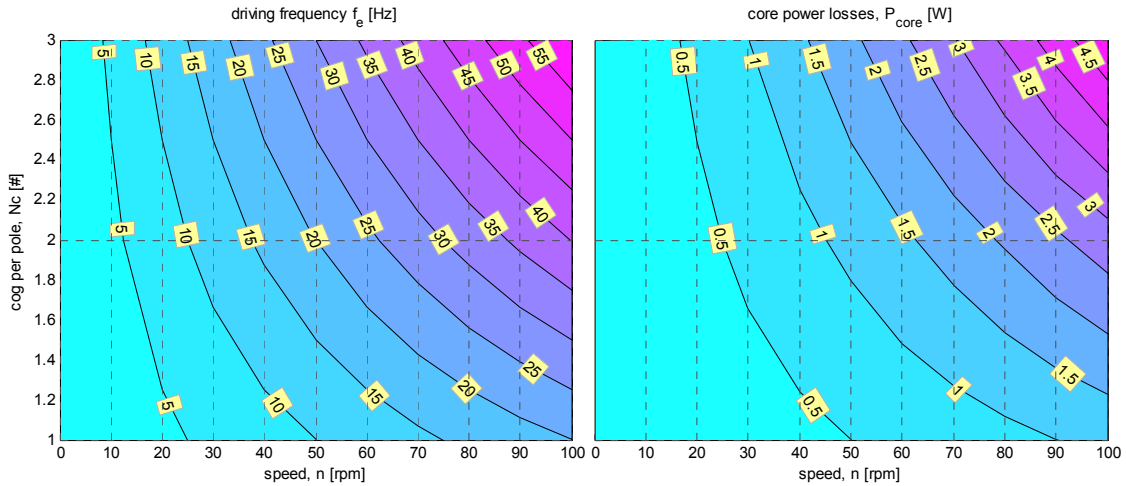 driving frequency f_e [Hz]
3
2.8
2.6
2.4
2.2
2
1.8
1.6
1.4
1.2
1
cog per pole, Nc [#]
5 10 15 20 25 30 35 40 45 50 55
5 10 15 20 25 30 35 40
5 10 15 20 25
0 10 20 30 40 50 60 70 80 90 100
speed, n [rpm]
core power losses, P_core [W]
0.5 1 1.5 2 2.5 3 3.5 4 4.5
0.5 1 1.5 2 2.5 3
0.5 1 1.5
0 10 20 30 40 50 60 70 80 90 100
speed, n [rpm]